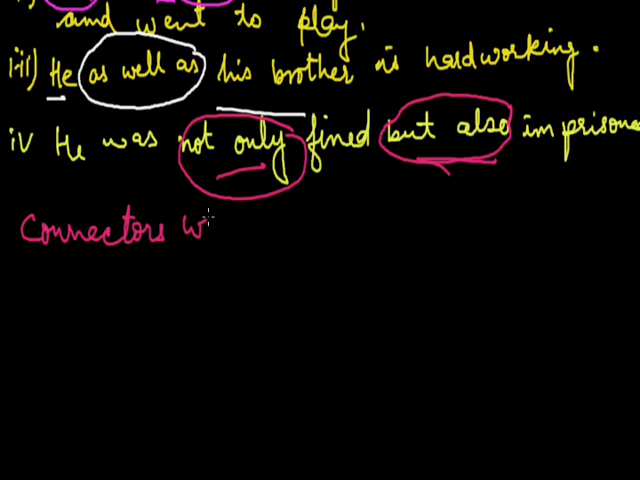 and went to play.
iii) He as well as his brother is hardworking.
iv He was not only fined but also imprisone
Connectors w